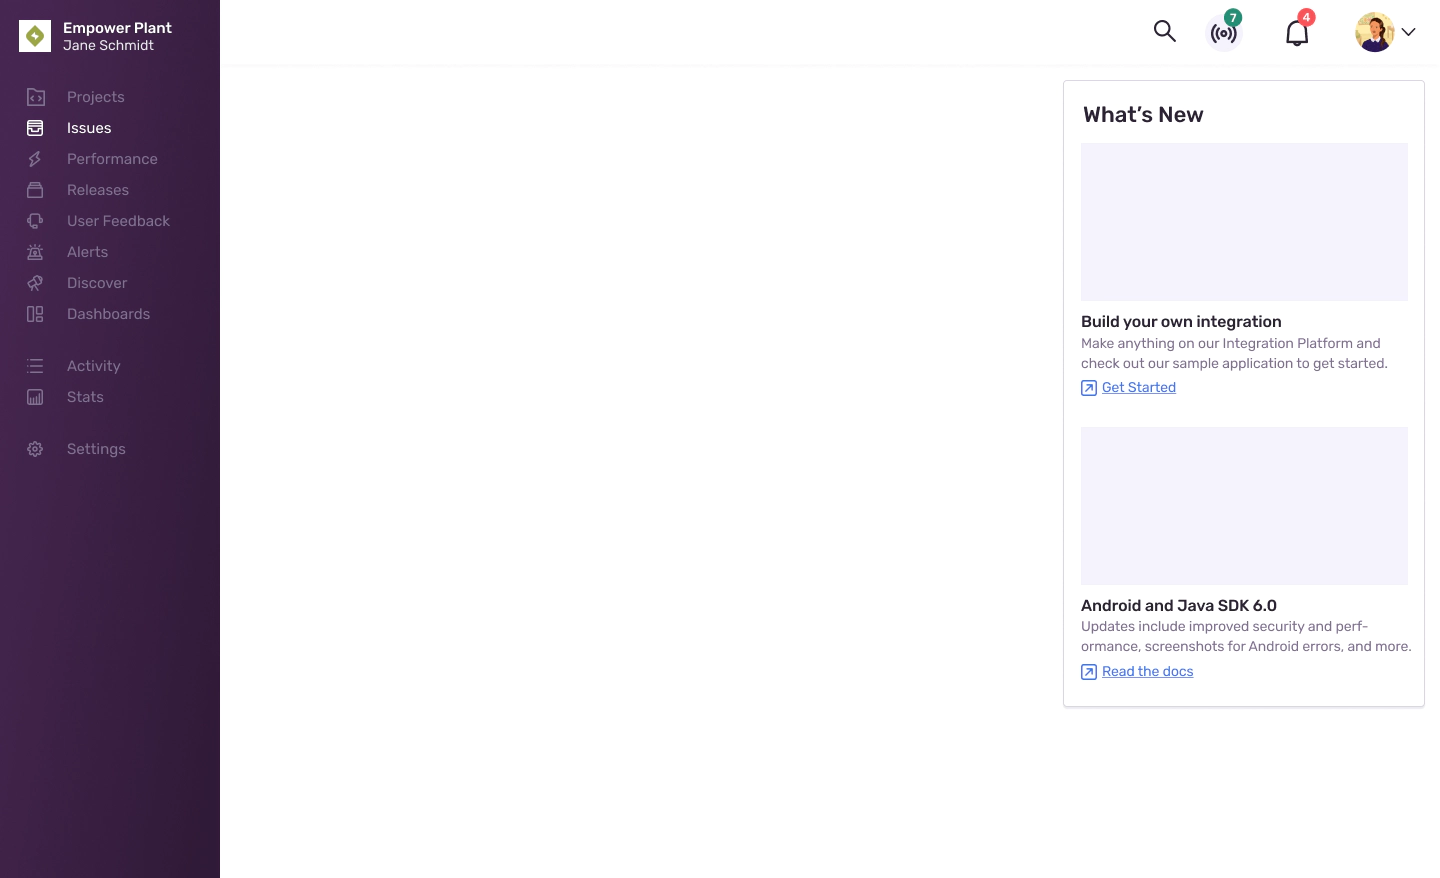 Empower Plant
Jane Schmidt
Projects
Issues
Performance
Releases
User Feedback
Alerts
Discover
Dashboards
Activity
Stats
Settings
7
4
What’s New
Build your own integration
Make anything on our Integration Platform and
check out our sample application to get started.
Get Started
Android and Java SDK 6.0
Updates include improved security and perf-
ormance, screenshots for Android errors, and more.
Read the docs